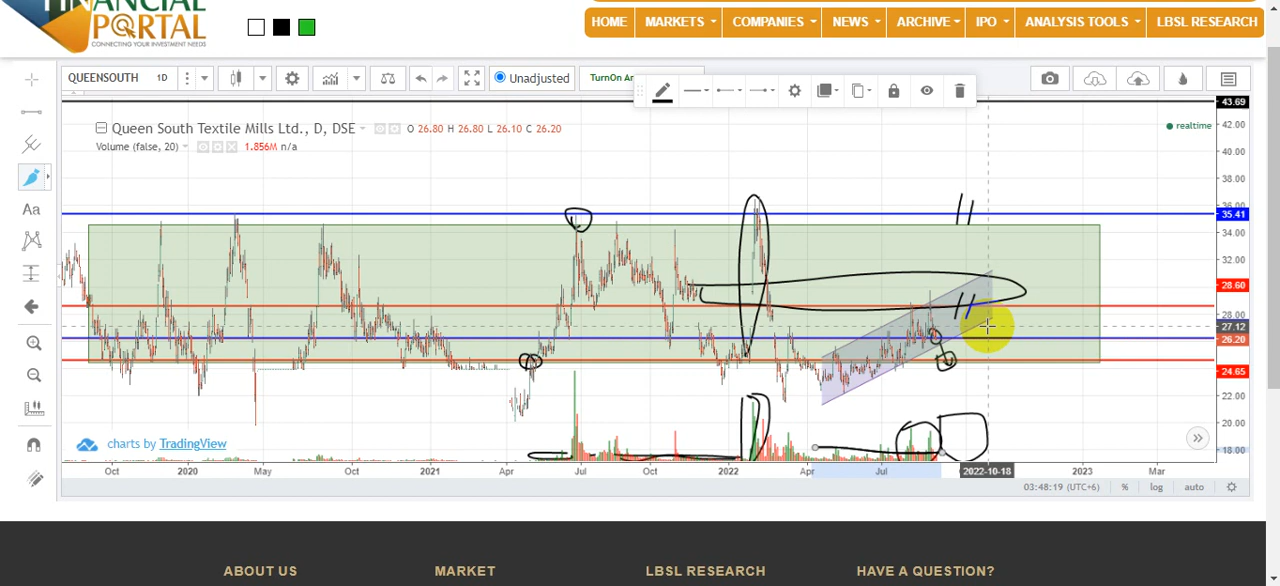 FINANCIAL
PORTAL
CONNECTING YOUR INVESTMENT NEEDS
HOME MARKETS COMPANIES NEWS ARCHIVE IPO ANALYSIS TOOLS LBSL RESEARCH
QUEENSOUTH 1D Unadjusted TurnOn An
Queen South Textile Mills Ltd., D, DSE O 26.80 H 26.80 L 26.10 C 26.20
Volume (false, 20) 1.856M n/a
realtime
43.69
42.00
40.00
38.00
36.00
35.41
34.00
32.00
28.60
28.00
27.12
26.20
24.65
22.00
20.00
18.00
Aa
charts by TradingView
Oct 2020 May Oct 2021 Apr Jul Oct 2022 Apr Jul 2022-10-18 2023 Mar
03:48:19 (UTC+6) % log auto
ABOUT US MARKET LBSL RESEARCH HAVE A QUESTION?